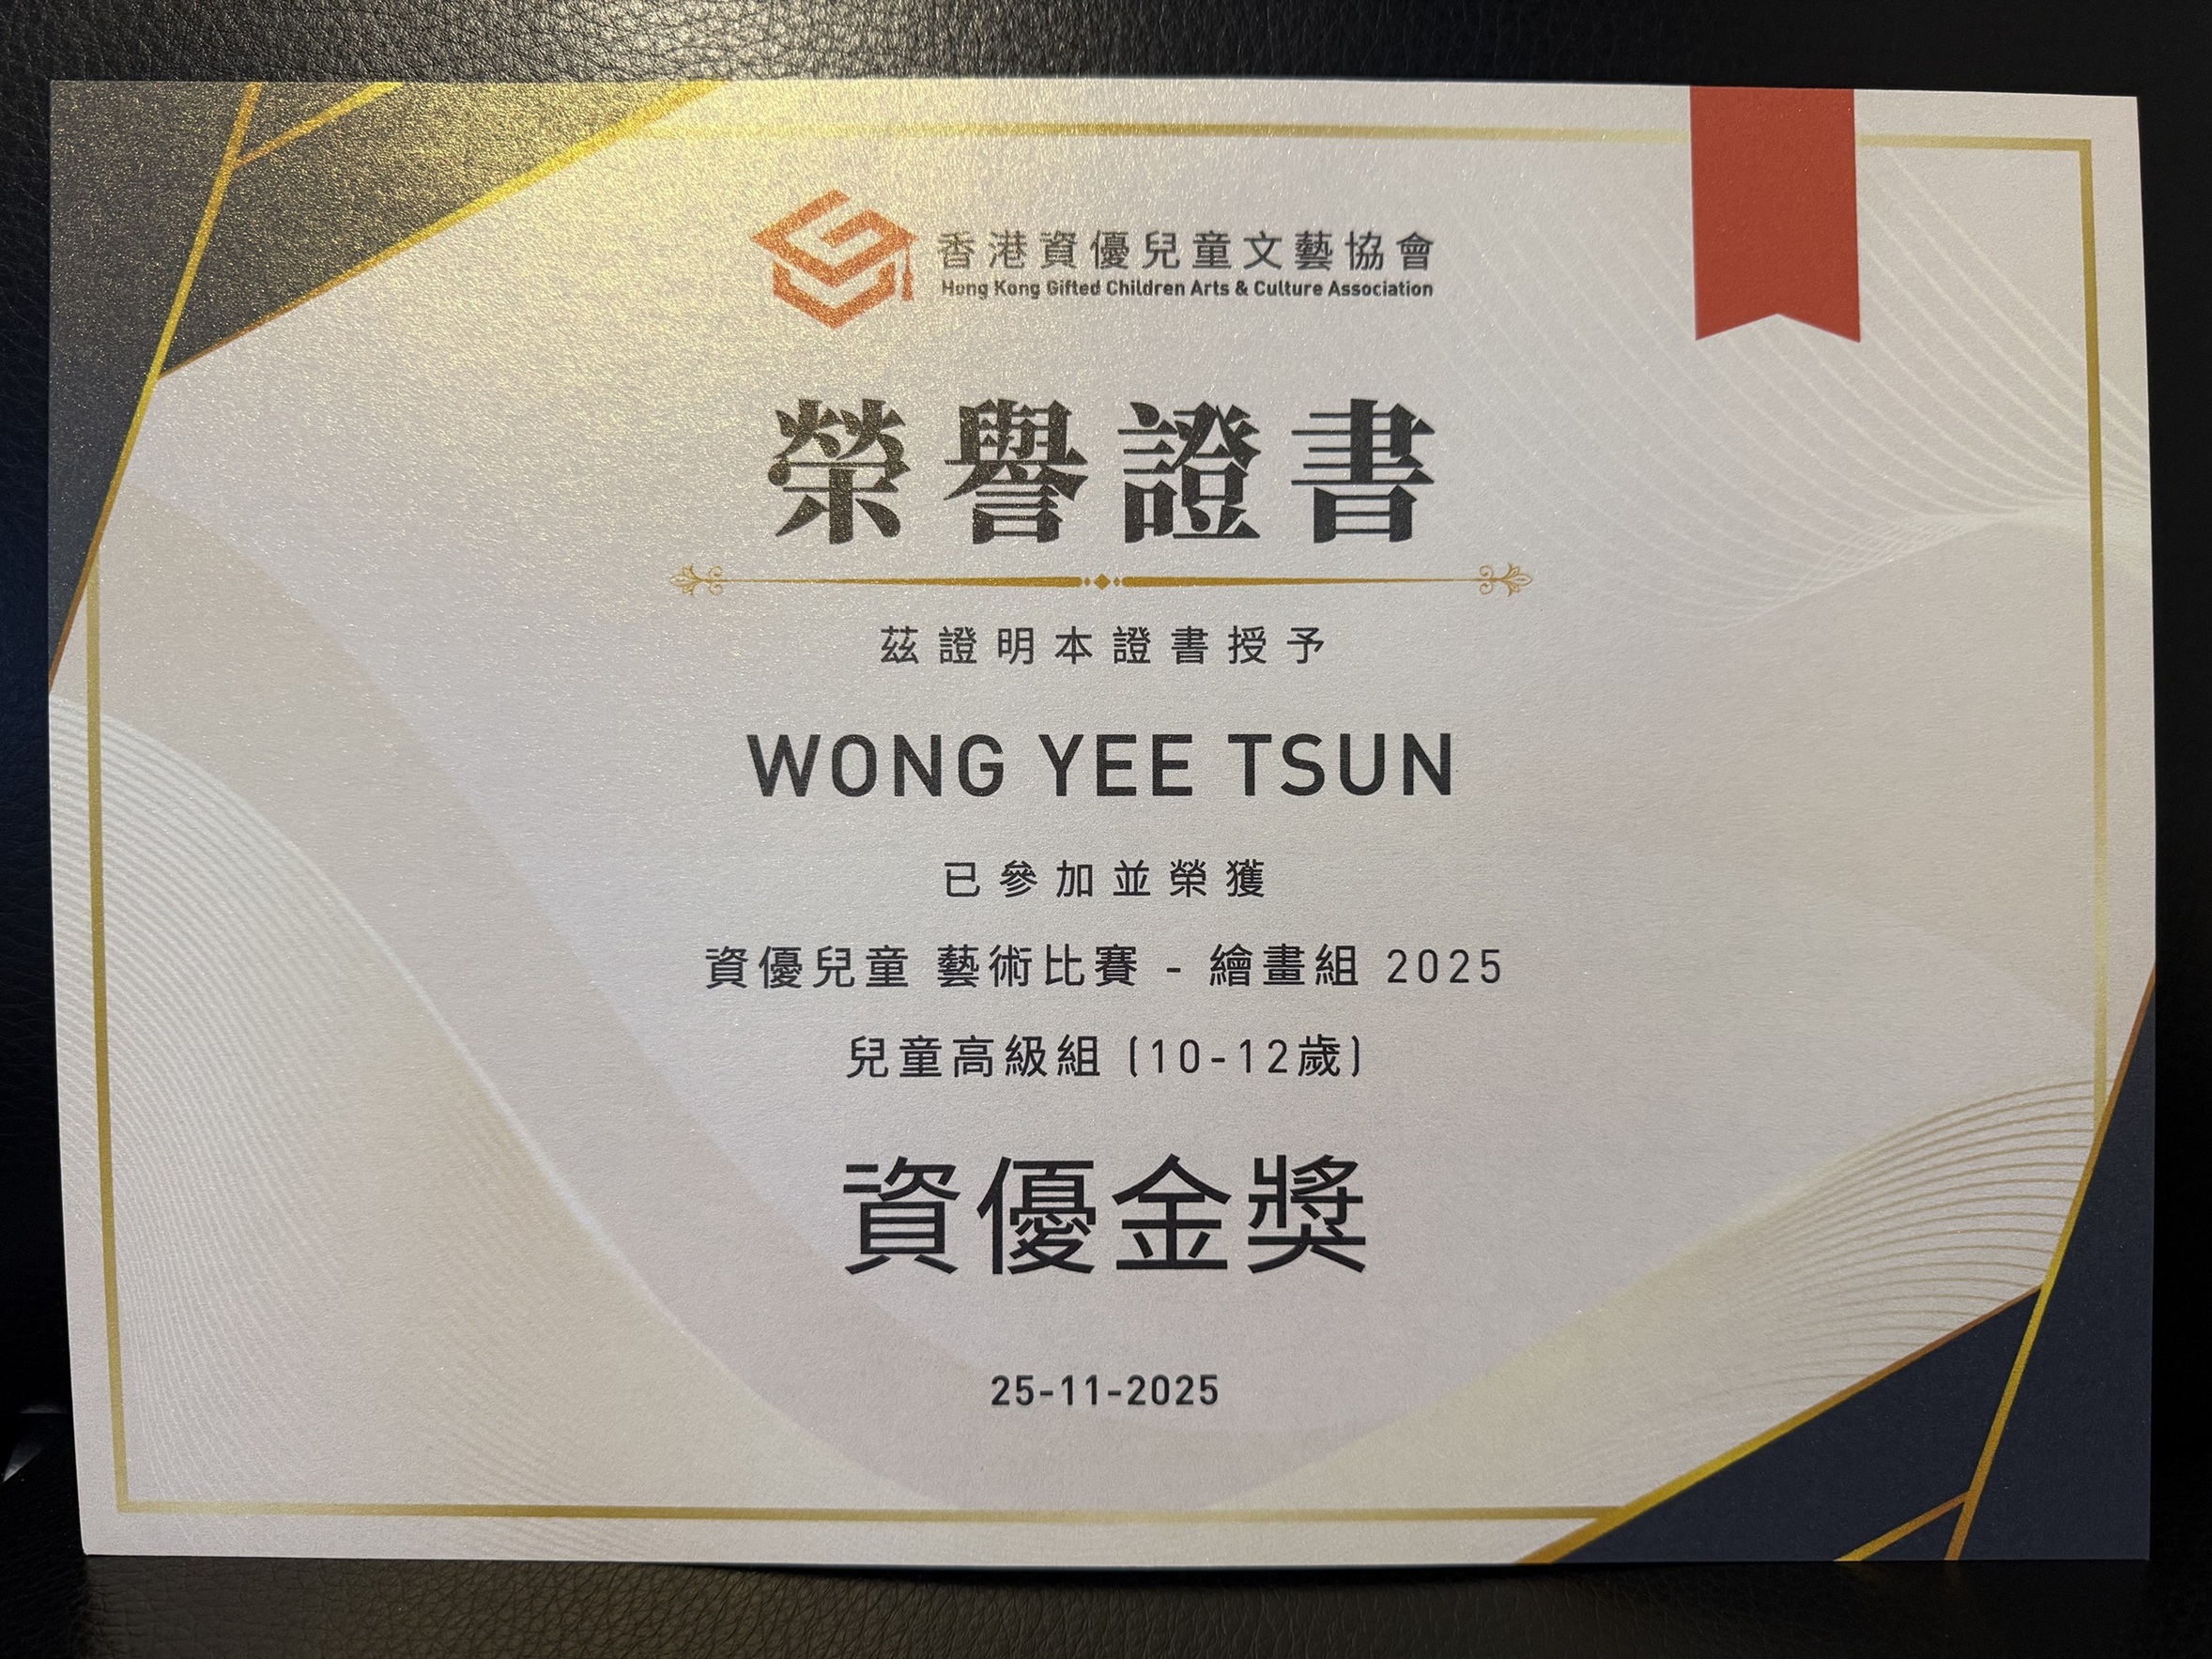 香港資優兒童文藝協會
Hong Kong Gifted Children Arts & Culture Association
榮譽證書
茲證明本證書授予
WONG YEE TSUN
已參加並榮獲
資優兒童 藝術比賽 - 繪畫組 2025
兒童高級組 (10-12歲)
資優金獎
25-11-2025